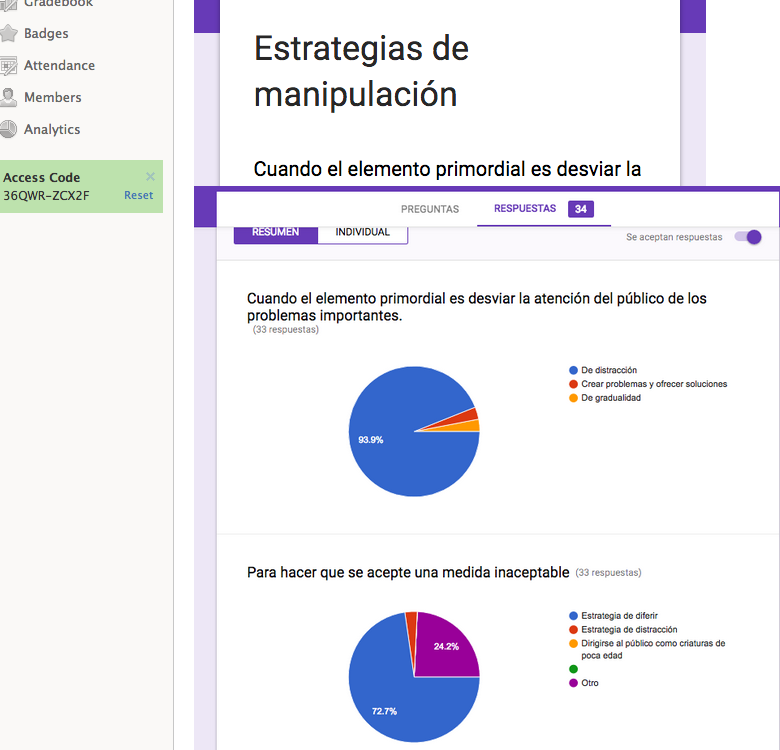 Gradebook
Badges
Attendance
Members
Analytics
Access Code
36QWR-ZCX2F Reset
Estrategias de
manipulación
Cuando el elemento primordial es desviar la
PREGUNTAS RESPUESTAS 34
RESUMEN INDIVIDUAL
Se aceptan respuestas
Cuando el elemento primordial es desviar la atención del público de los
problemas importantes.
(33 respuestas)
De distracción
Crear problemas y ofrecer soluciones
De gradualidad
93.9%
Para hacer que se acepte una medida inaceptable (33 respuestas)
Estrategia de diferir
Estrategia de distracción
Dirigirse al público como criaturas de
poca edad
Otro
24.2%
72.7%